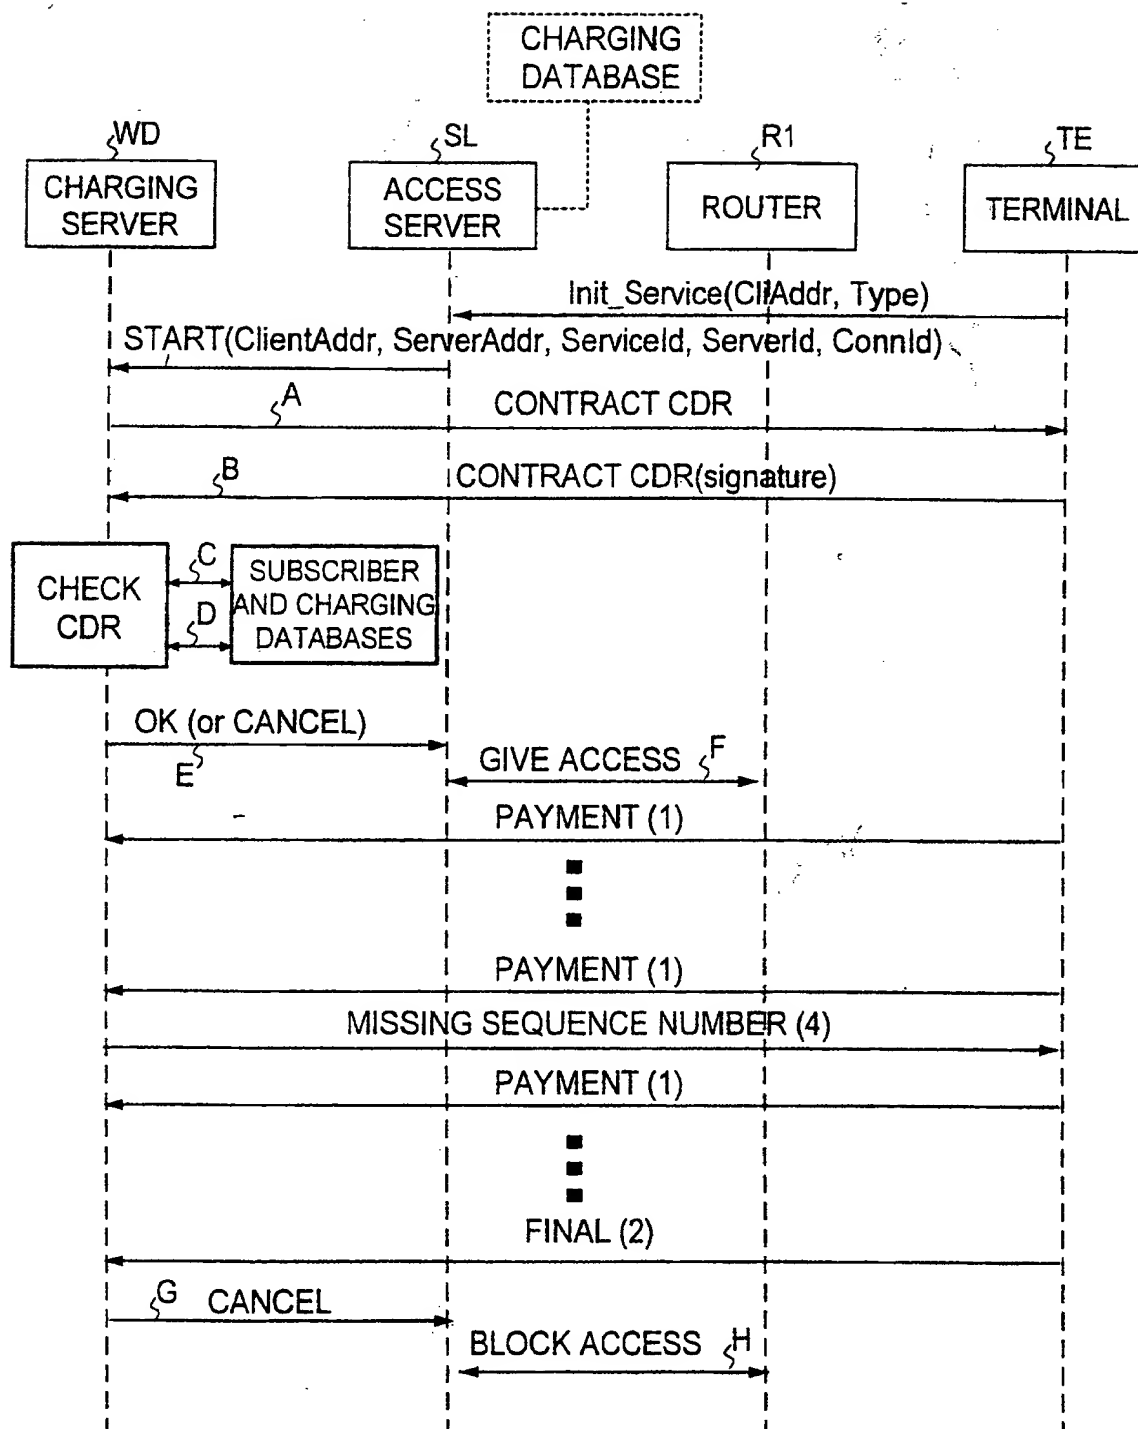 CHARGING
DATABASE
WD
SL
R1
TE
CHARGING
SERVER
ACCESS
SERVER
ROUTER
TERMINAL
Init_Service(CliAddr, Type)
START(ClientAddr, ServerAddr, ServiceId, ServerId, ConnId)
A
CONTRACT CDR
B
CONTRACT CDR(signature)
CHECK
CDR
C
D
SUBSCRIBER
AND CHARGING
DATABASES
OK (or CANCEL)
E
GIVE ACCESS
F
PAYMENT (1)
PAYMENT (1)
MISSING SEQUENCE NUMBER (4)
PAYMENT (1)
FINAL (2)
G
CANCEL
BLOCK ACCESS
H